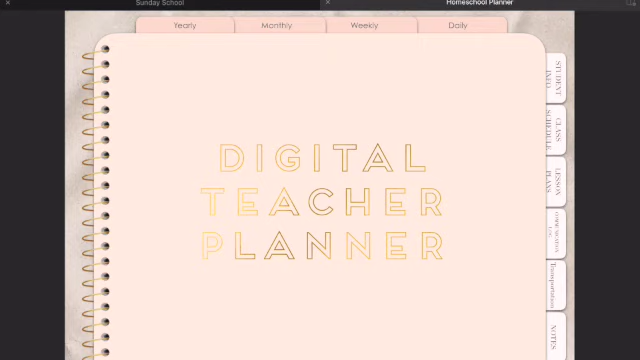 Sunday School
Homeschool Planner
Yearly
Monthly
Weekly
Daily
DIGITAL
TEACHER
PLANNER
STUDENT
INFO
CLASS
SCHEDULE
LESSON
PLANS
Transportation
NOTES